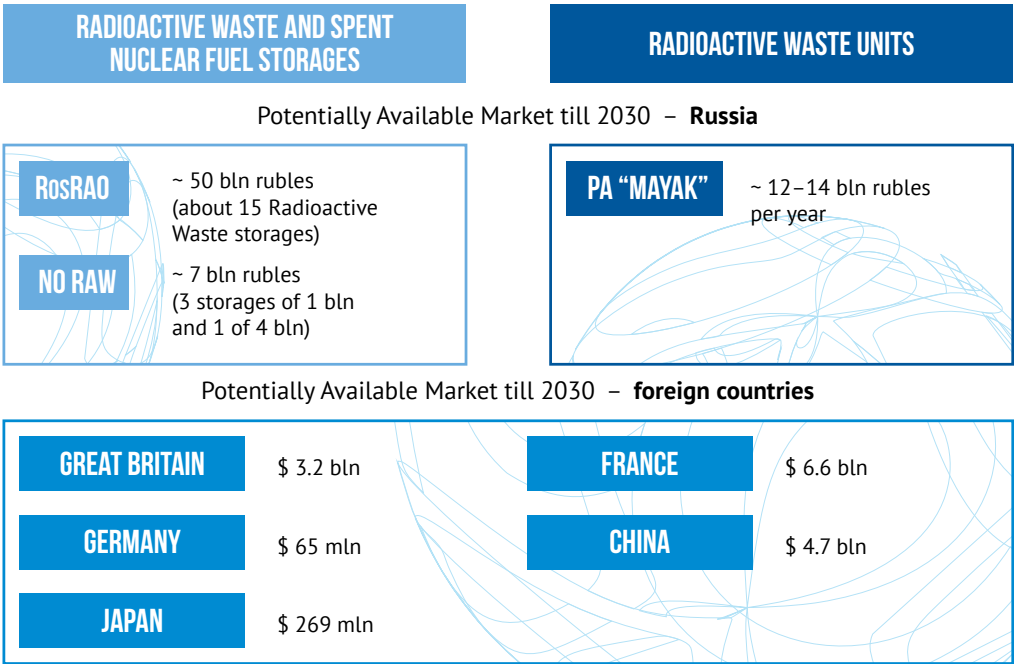 RADIOACTIVE WASTE AND SPENT
NUCLEAR FUEL STORAGES
RADIOACTIVE WASTE UNITS
Potentially Available Market till 2030 – Russia
RosRAO
~ 50 bln rubles
(about 15 Radioactive
Waste storages)
NO RAW
~ 7 bln rubles
(3 storages of 1 bln
and 1 of 4 bln)
PA “MAYAK”
~ 12–14 bln rubles
per year
Potentially Available Market till 2030 – foreign countries
GREAT BRITAIN
$ 3.2 bln
FRANCE
$ 6.6 bln
GERMANY
$ 65 mln
CHINA
$ 4.7 bln
JAPAN
$ 269 mln